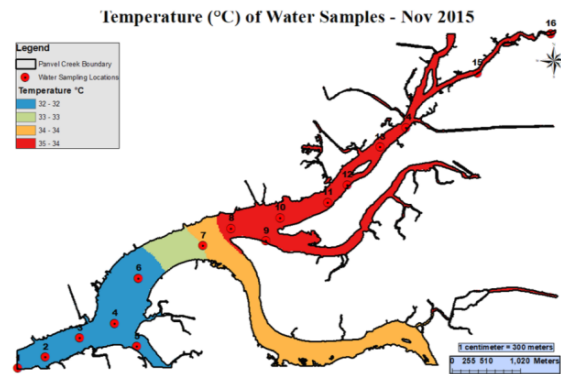 Temperature (°C) of Water Samples - Nov 2015
Legend
Panvel Creek Boundary
Water Sampling Locations
Temperature °C
32 - 32
33 - 33
34 - 34
35 - 34
16
15
13
12
11
10
9
8
7
6
4
3
5
2
1 centimeter = 300 meters
0 255 510 1,020 Meters